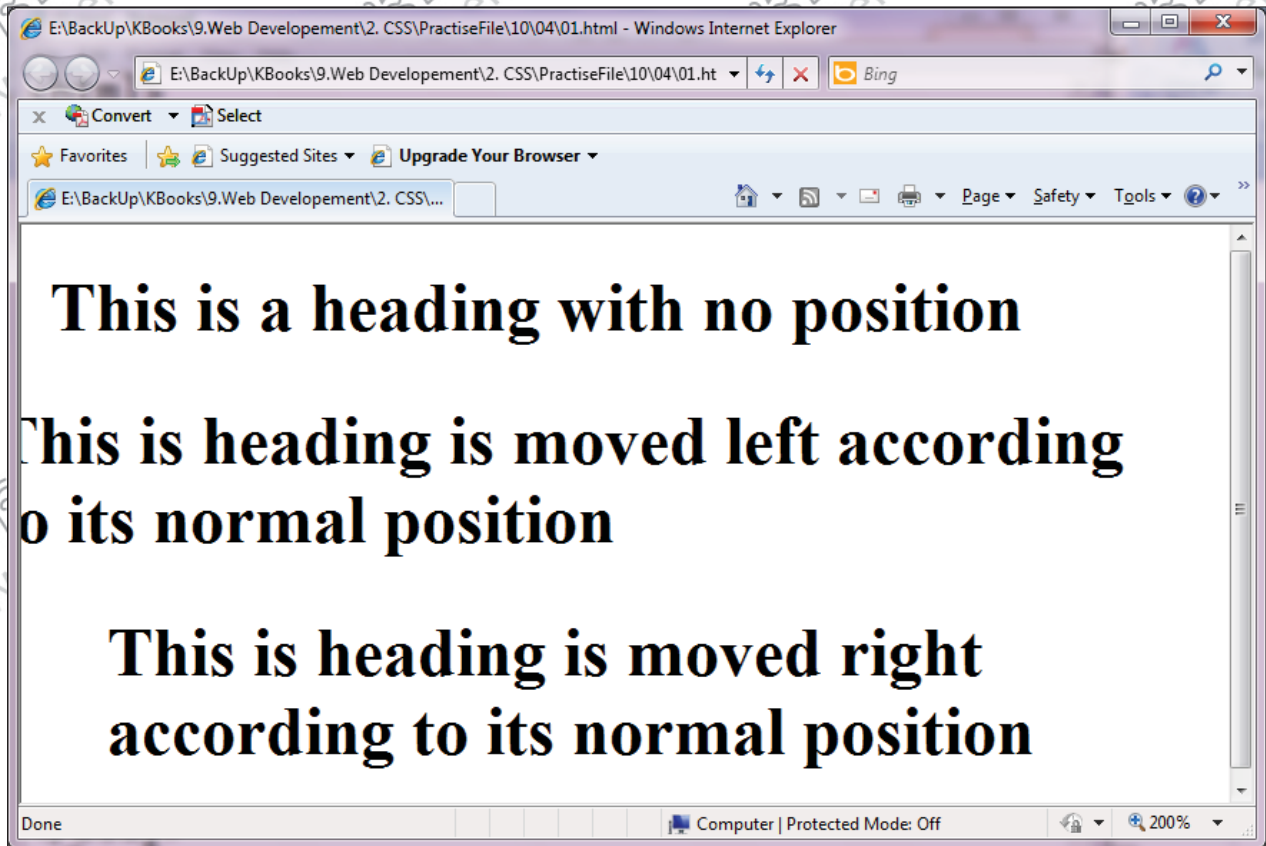 E:\BackUp\KBooks\9.Web Developement\2. CSS\PractiseFile\10\04\01.html - Windows Internet Explorer
E:\BackUp\KBooks\9.Web Developement\2. CSS\PractiseFile\10\04\01.ht Bing
x Convert Select
Favorites Suggested Sites Upgrade Your Browser
E:\BackUp\KBooks\9.Web Developement\2. CSS\... Page Safety Tools
This is a heading with no position
This is heading is moved left according
o its normal position
This is heading is moved right
according to its normal position
Done Computer | Protected Mode: Off 200%